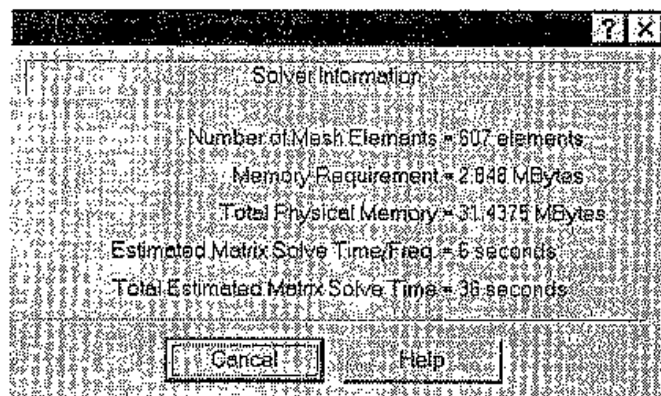 Solver Information
Number of Mesh Elements = 607 elements
Memory Requirement = 2.848 MBytes
Total Physical Memory = 31.4375 MBytes
Estimated Matrix Solve Time/Freq. = 6 seconds
Total Estimated Matrix Solve Time = 36 seconds
Cancel
Help